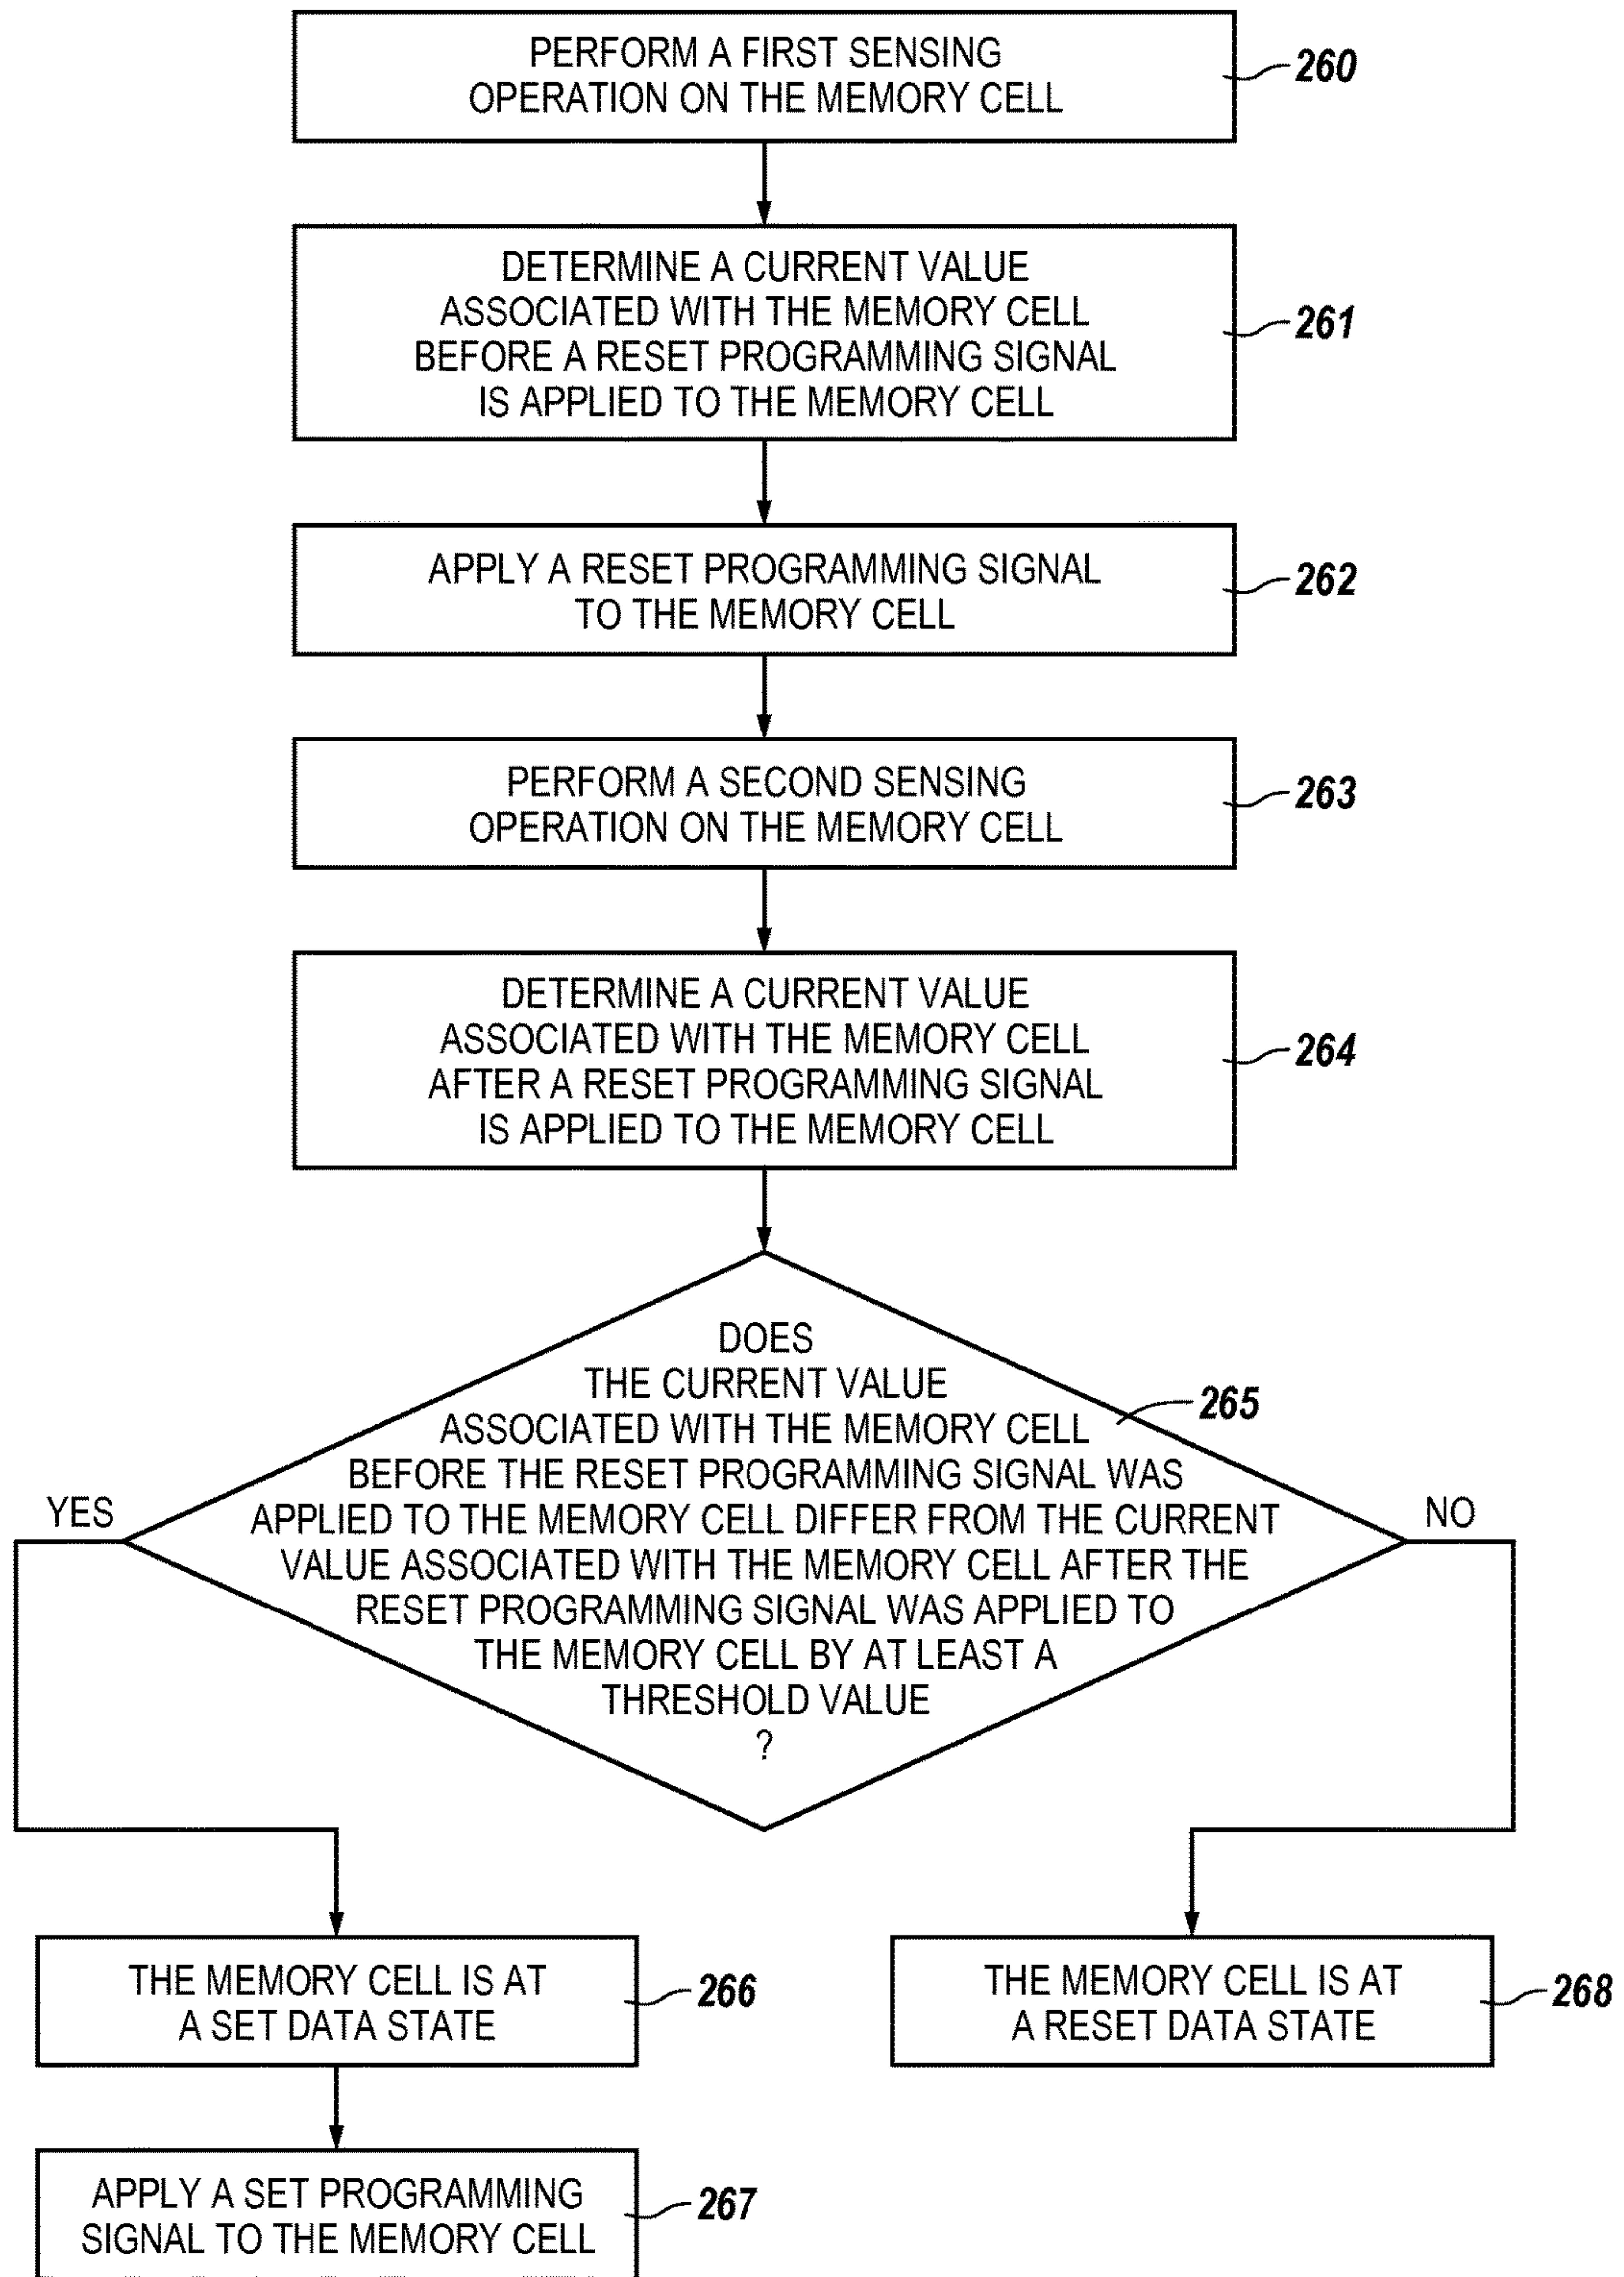 PERFORM A FIRST SENSING
OPERATION ON THE MEMORY CELL
260
DETERMINE A CURRENT VALUE
ASSOCIATED WITH THE MEMORY CELL
BEFORE A RESET PROGRAMMING SIGNAL
IS APPLIED TO THE MEMORY CELL
261
APPLY A RESET PROGRAMMING SIGNAL
TO THE MEMORY CELL
262
PERFORM A SECOND SENSING
OPERATION ON THE MEMORY CELL
263
DETERMINE A CURRENT VALUE
ASSOCIATED WITH THE MEMORY CELL
AFTER A RESET PROGRAMMING SIGNAL
IS APPLIED TO THE MEMORY CELL
264
DOES
THE CURRENT VALUE
ASSOCIATED WITH THE MEMORY CELL
BEFORE THE RESET PROGRAMMING SIGNAL WAS
APPLIED TO THE MEMORY CELL DIFFER FROM THE CURRENT
VALUE ASSOCIATED WITH THE MEMORY CELL AFTER THE
RESET PROGRAMMING SIGNAL WAS APPLIED TO
THE MEMORY CELL BY AT LEAST A
THRESHOLD VALUE
?
265
YES
NO
THE MEMORY CELL IS AT
A SET DATA STATE
266
THE MEMORY CELL IS AT
A RESET DATA STATE
268
APPLY A SET PROGRAMMING
SIGNAL TO THE MEMORY CELL
267